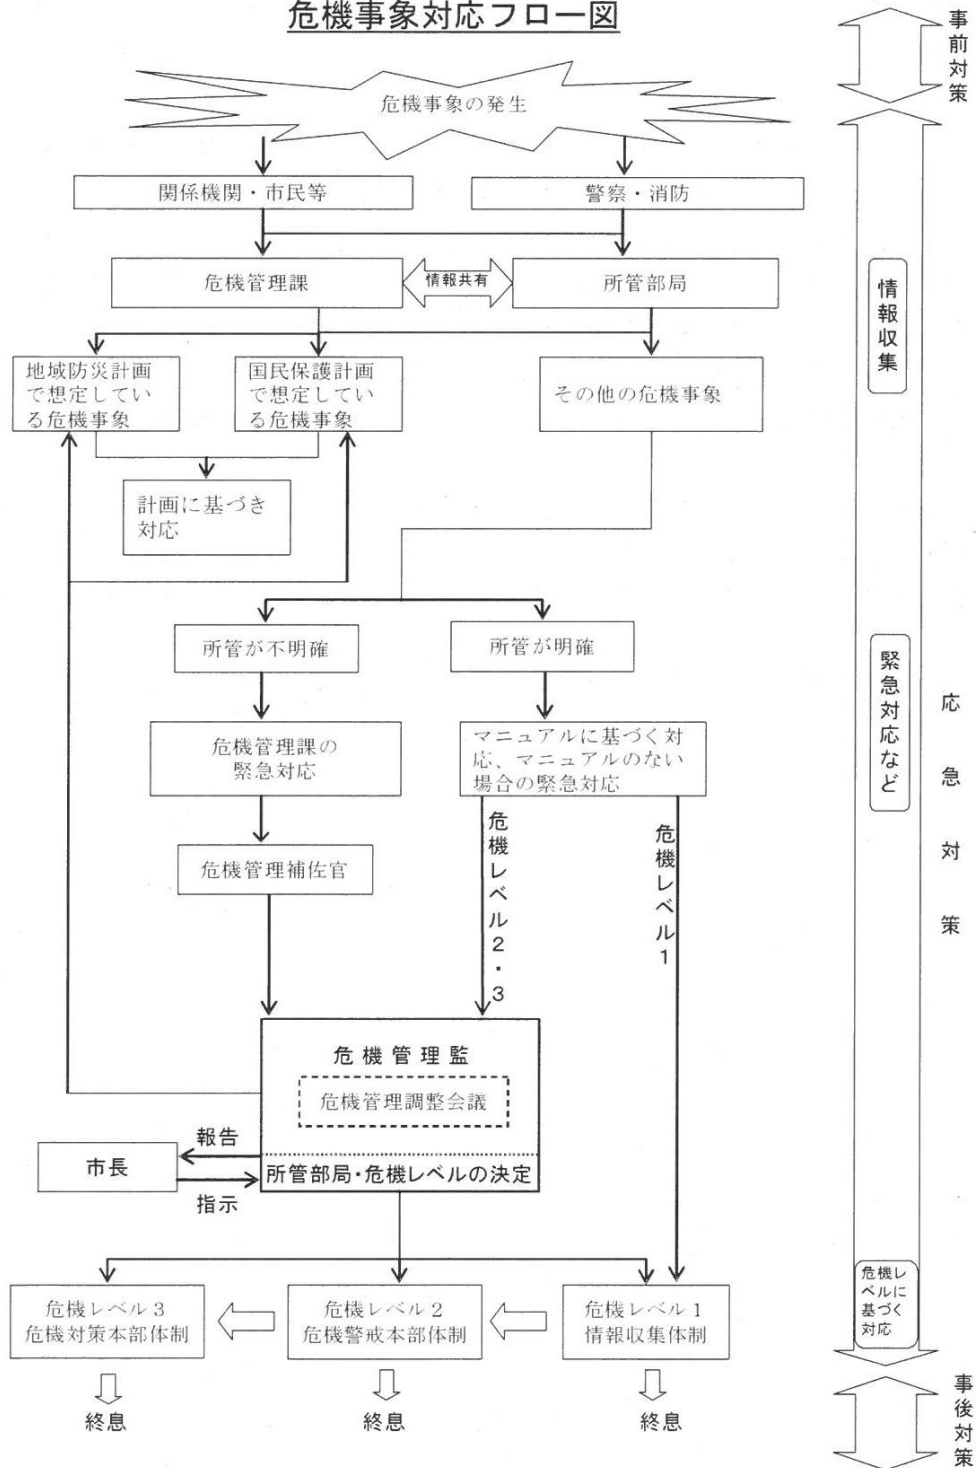 危機事象対応フロー図
事前対策
危機事象の発生
関係機関・市民等
警察・消防
危機管理課
情報共有
所管部局
情報収集
地域防災計画
で想定してい
る危機事象
国民保護計画
で想定してい
る危機事象
その他の危機事象
計画に基づき
対応
所管が不明確
所管が明確
緊急対応など
応急対策
危機管理課の
緊急対応
マニュアルに基づく対
応、マニュアルのない
場合の緊急対応
危機レベル2・3
危機レベル1
危機管理補佐官
危機管理監
危機管理調整会議
所管部局・危機レベルの決定
報告
市長
指示
危機レベル3
危機対策本部体制
危機レベル2
危機警戒本部体制
危機レベル1
情報収集体制
危機レ
ベルに
基づく
対応
終息
終息
終息
事後対策